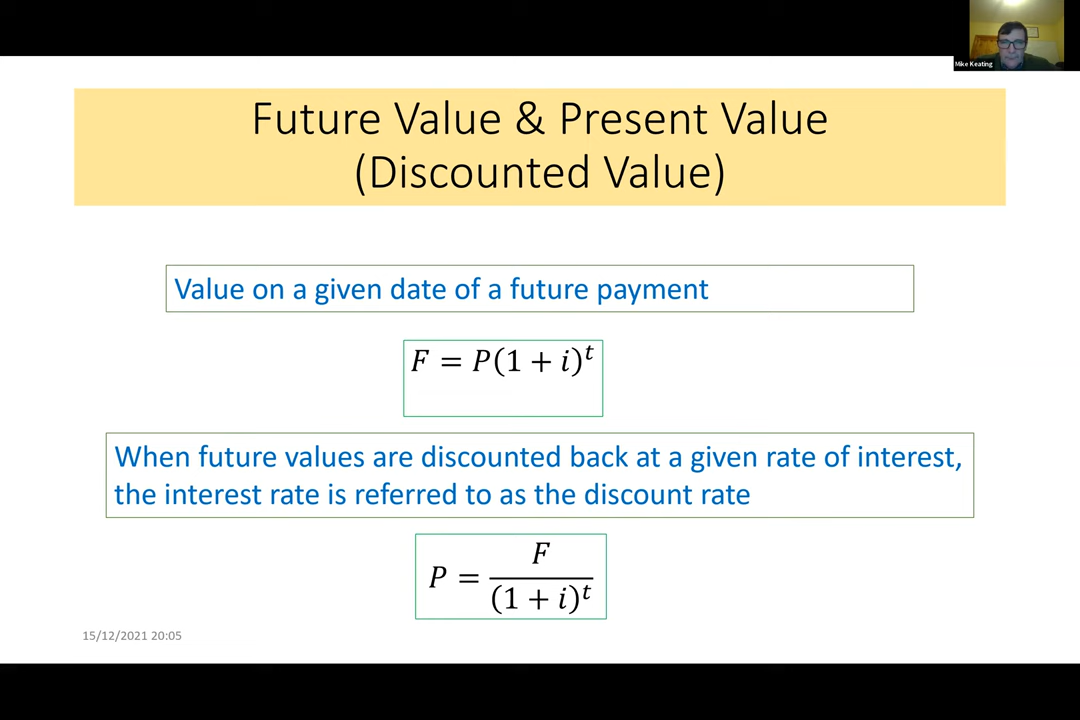 Mike Keating
Future Value & Present Value
(Discounted Value)
Value on a given date of a future payment
F = P(1 + i)^t
When future values are discounted back at a given rate of interest,
the interest rate is referred to as the discount rate
P = F / (1 + i)^t
15/12/2021 20:05